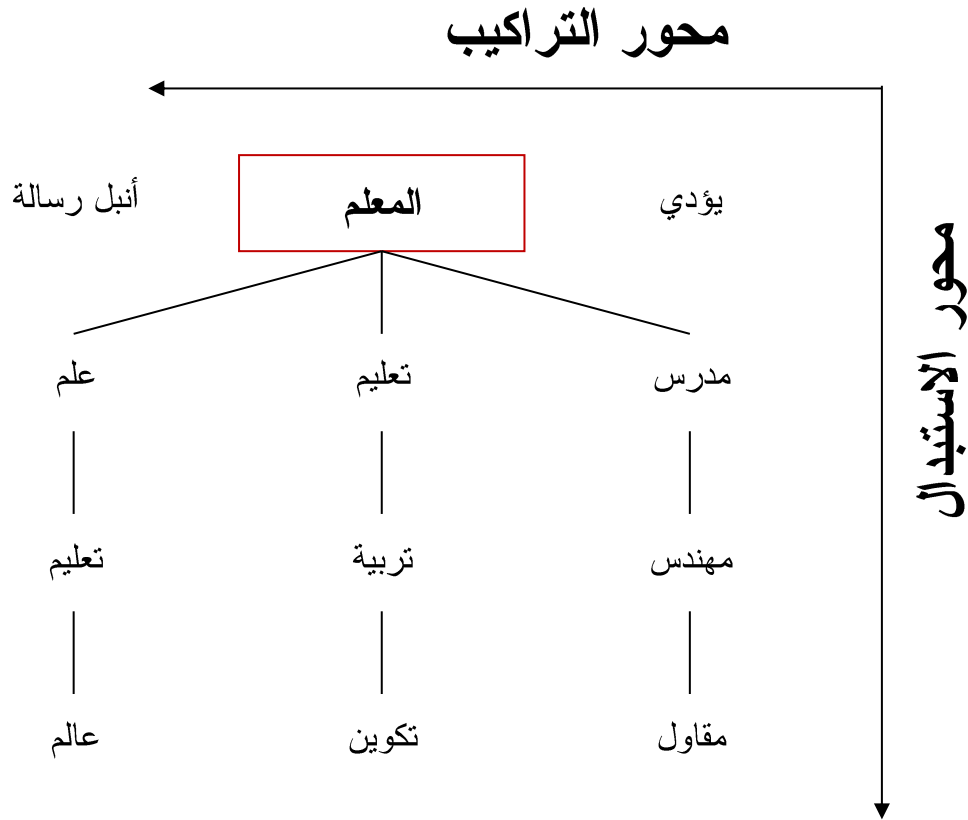 محور التراكيب
يؤدي المعلم أنبل رسالة
مدرس تعليم علم
مهندس تربية تعليم
مقاول تكوين عالم
محور الاستبدال